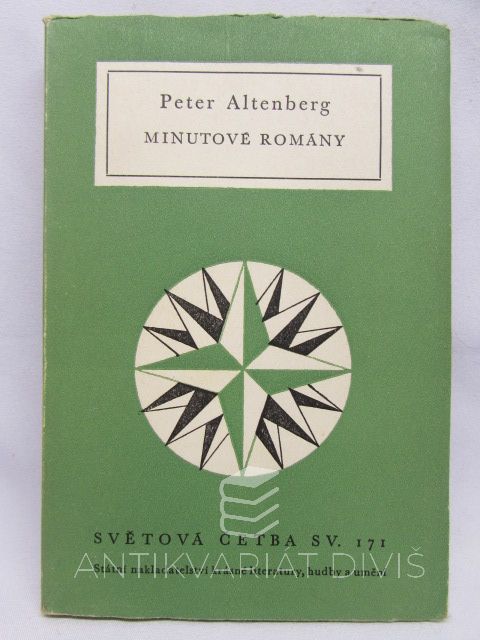 Peter Altenberg
MINUTOVÉ ROMÁNY
SVĚTOVÁ ČETBA SV. 171
Státní nakladatelství krásné literatury, hudby a umění
ANTIKVARIÁT DIVIŠ